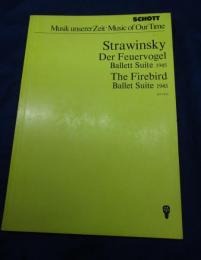 SCHOTT
Musik unserer Zeit · Music of Our Time
Strawinsky
Der Feuervogel
Ballett Suite 1945
The Firebird
Ballet Suite 1945